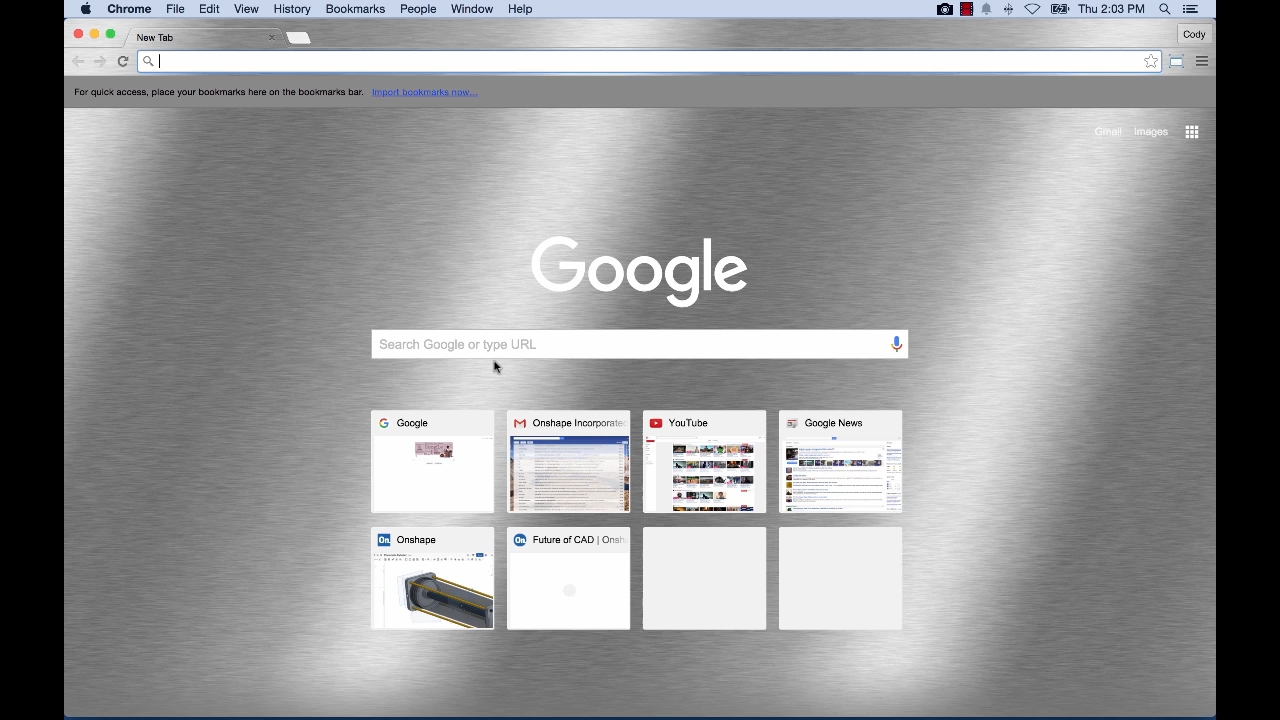 Chrome File Edit View History Bookmarks People Window Help Thu 2:03 PM
New Tab Cody
For quick access, place your bookmarks here on the bookmarks bar. Import bookmarks now...
Gmail Images
Google
Search Google or type URL
Google Onshape Incorporated YouTube Google News
On Onshape On Future of CAD | Onsh